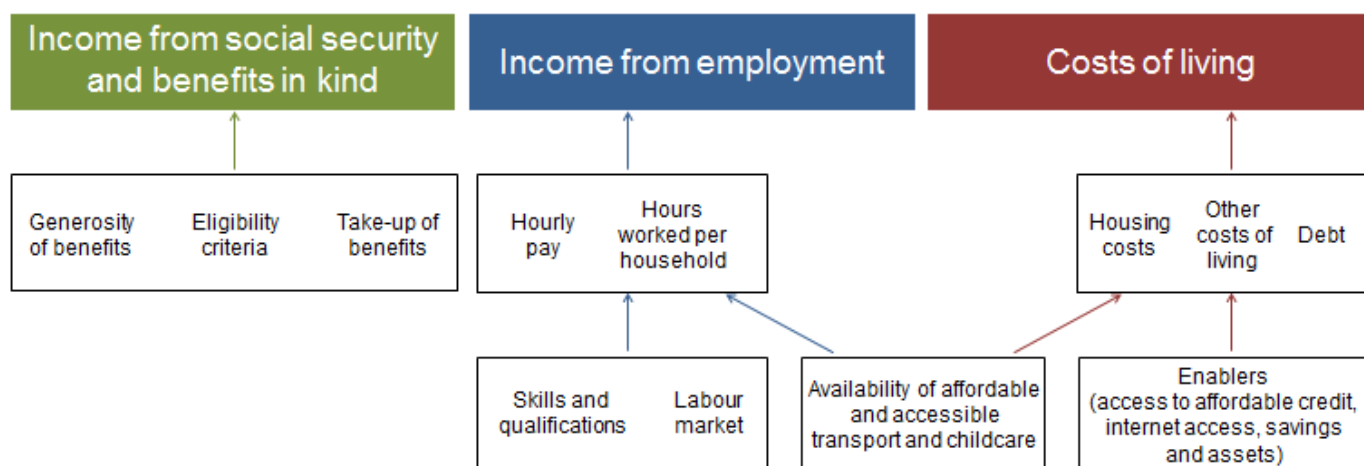 Income from social security
and benefits in kind
Income from employment
Costs of living
Generosity
of benefits
Eligibility
criteria
Take-up of
benefits
Hourly
pay
Hours
worked per
household
Housing
costs
Other
costs of
living
Debt
Skills and
qualifications
Labour
market
Availability of affordable
and accessible
transport and childcare
Enablers
(access to affordable credit,
internet access, savings
and assets)